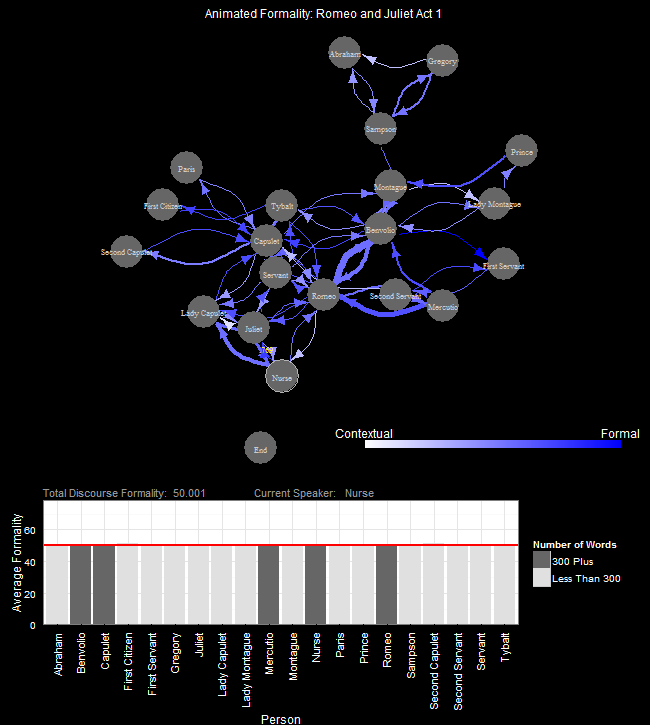 Animated Formality: Romeo and Juliet Act 1
Abraham
Gregory
Sampson
Prince
Paris
Montague
First Citizen
Tybalt
Lady Montague
Benvolio
Capulet
Second Capulet
Servant
First Servant
Romeo
Second Servant
Mercutio
Lady Capulet
Juliet
Nurse
End
Contextual
Formal
Total Discourse Formality: 50.001
Current Speaker: Nurse
Average Formality
60
40
20
0
Abraham
Benvolio
Capulet
First Citizen
First Servant
Gregory
Juliet
Lady Capulet
Lady Montague
Mercutio
Montague
Nurse
Paris
Prince
Romeo
Sampson
Second Capulet
Second Servant
Servant
Tybalt
Person
Number of Words
300 Plus
Less Than 300